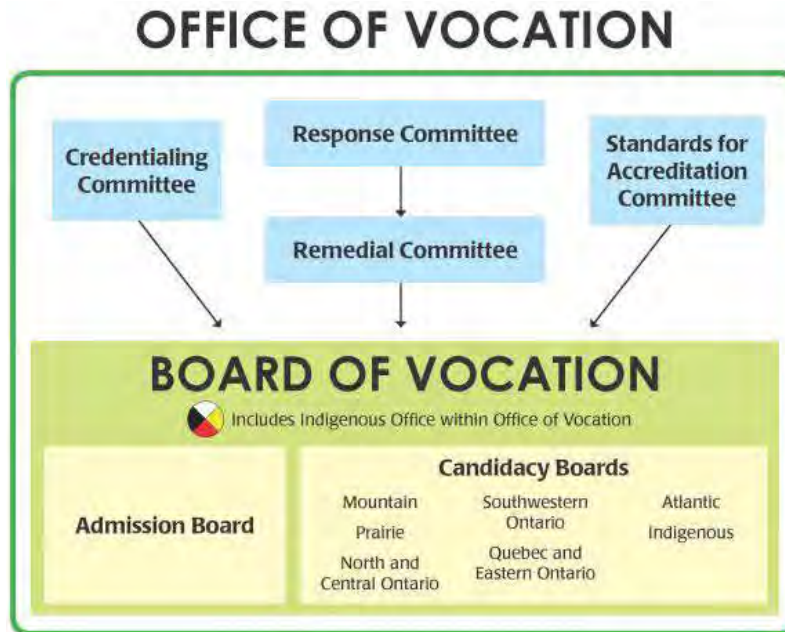 OFFICE OF VOCATION
Credentialing
Committee
Response Committee
Standards for
Accreditation
Committee
Remedial Committee
BOARD OF VOCATION
Includes Indigenous Office within Office of Vocation
Admission Board
Candidacy Boards
Mountain
Prairie
North and
Central Ontario
Southwestern
Ontario
Quebec and
Eastern Ontario
Atlantic
Indigenous